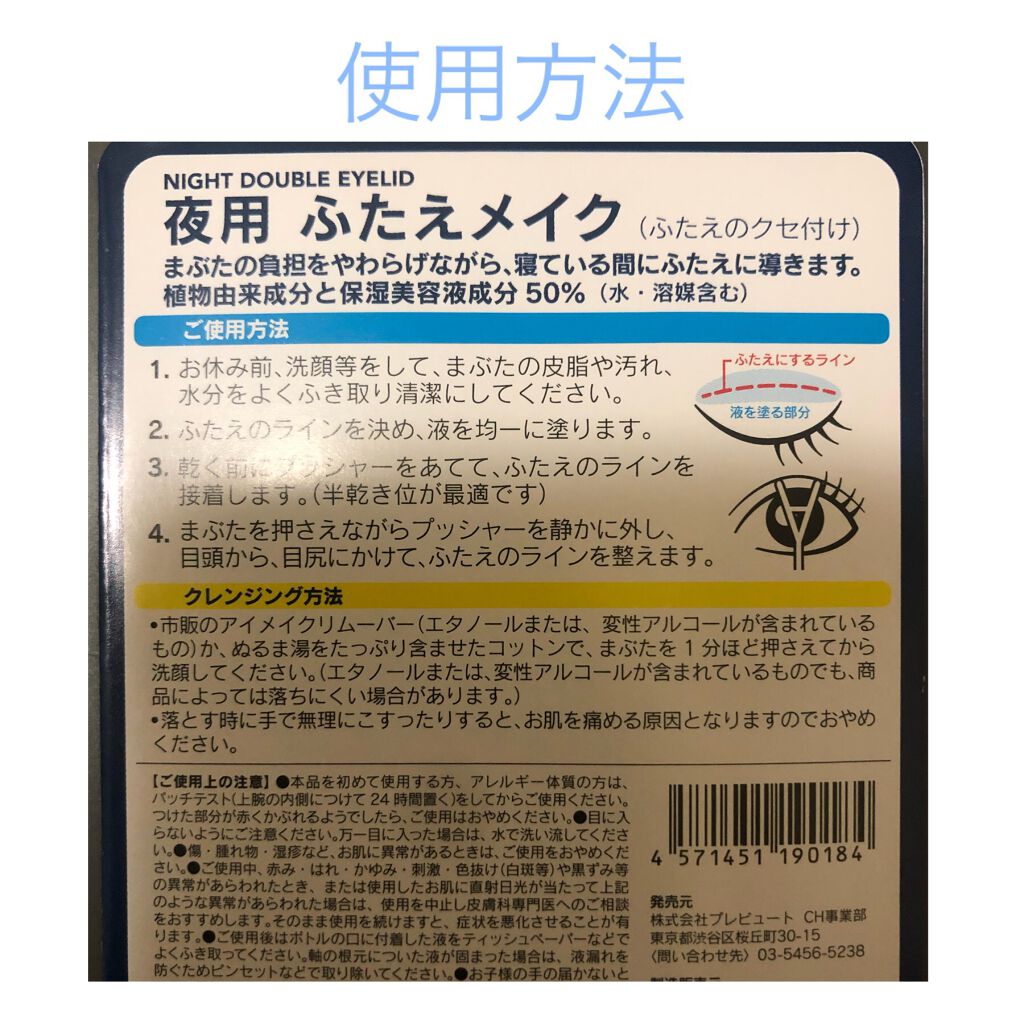 使用方法
NIGHT DOUBLE EYELID
夜用 ふたえメイク（ふたえのクセ付け）
まぶたの負担をやわらげながら、寝ている間にふたえに導きます。
植物由来成分と保湿美容液成分50%（水・溶媒含む）
ご使用方法
1. お休み前、洗顔等をして、まぶたの皮脂や汚れ、
水分をよくふき取り清潔にしてください。
2. ふたえのラインを決め、液を均一に塗ります。
3. 乾く前にプッシャーをあてて、ふたえのラインを
接着します。（半乾き位が最適です）
4. まぶたを押さえながらプッシャーを静かに外し、
目頭から、目尻にかけて、ふたえのラインを整えます。
ふたえにするライン
液を塗る部分
クレンジング方法
•市販のアイメイクリムーバー（エタノールまたは、変性アルコールが含まれている
もの）か、ぬるま湯をたっぷり含ませたコットンで、まぶたを1分ほど押さえてから
洗顔してください。（エタノールまたは、変性アルコールが含まれているものでも、商
品によっては落ちにくい場合があります。）
•落とす時に手で無理にこすったりすると、お肌を痛める原因となりますのでおやめ
ください。
【ご使用上の注意】●本品を初めて使用する方、アレルギー体質の方は、
パッチテスト（上腕の内側につけて24時間置く）をしてからご使用ください。
つけた部分が赤くかぶれるようでしたら、ご使用はおやめください。●目に入
らないようにご注意ください。万一目に入った場合は、水で洗い流してくださ
い。●傷・腫れ物・湿疹など、お肌に異常があるときは、ご使用をおやめくだ
さい。●ご使用中、赤み・はれ・かゆみ・刺激・色抜け（白斑等）や黒ずみ等
の異常があらわれたとき、または使用したお肌に直射日光が当たって上記
のような異常があらわれた場合は、使用を中止し皮膚科専門医へのご相談
をおすすめします。そのまま使用を続けますと、症状を悪化させることが有
ります。●ご使用後はボトルの口に付着した液をティッシュペーパーなどで
よくふき取ってください。軸の根元についた液が固まった場合は、液漏れを
防ぐためピンセットなどで取り除いてください。●お子様の手の届かないと
4 571451 190184
発売元
株式会社プレビュート CH事業部
東京都渋谷区桜丘町30-15
〈問い合わせ先〉03-5456-5238
製造販売元